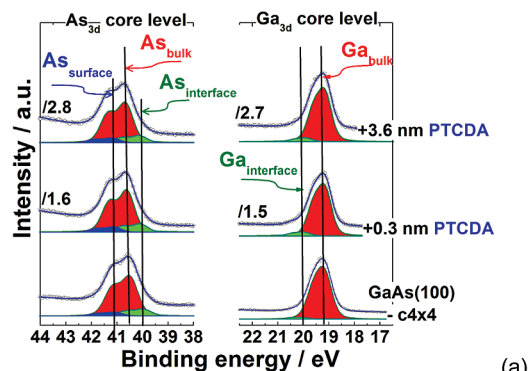 As3d core level
Ga3d core level
Asbulk
Assurface
Asinterface
Gabulk
/2.8
/2.7
+3.6 nm PTCDA
Gainterface
/1.6
/1.5
+0.3 nm PTCDA
GaAs(100)
- c4x4
Intensity / a.u.
44 43 42 41 40 39 38
22 21 20 19 18 17
Binding energy / eV
(a)